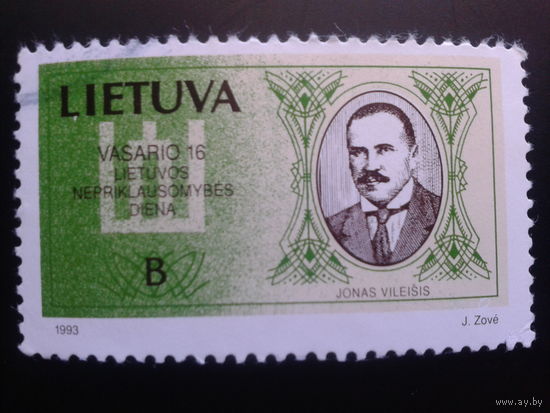 LIETUVA
VASARIO 16
LIETUVOS
NEPRIKLAUSOMYBĖS
DIENA
B
JONAS VILEIŠIS
1993
J. Zovė
www.ay.by